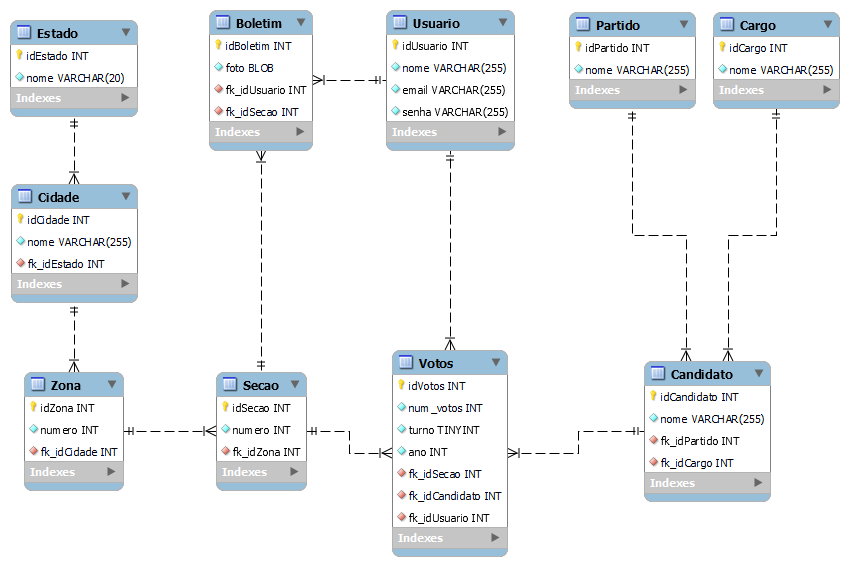 Estado
idEstado INT
nome VARCHAR(20)
Indexes
Boletim
idBoletim INT
foto BLOB
fk_idUsuario INT
fk_idSecao INT
Indexes
Usuario
idUsuario INT
nome VARCHAR(255)
email VARCHAR(255)
senha VARCHAR(255)
Indexes
Partido
idPartido INT
nome VARCHAR(255)
Indexes
Cargo
idCargo INT
nome VARCHAR(255)
Indexes
Cidade
idCidade INT
nome VARCHAR(255)
fk_idEstado INT
Indexes
Zona
idZona INT
numero INT
fk_idCidade INT
Indexes
Secao
idSecao INT
numero INT
fk_idZona INT
Indexes
Votos
idVotos INT
num_votos INT
turno TINYINT
ano INT
fk_idSecao INT
fk_idCandidato INT
fk_idUsuario INT
Indexes
Candidato
idCandidato INT
nome VARCHAR(255)
fk_idPartido INT
fk_idCargo INT
Indexes